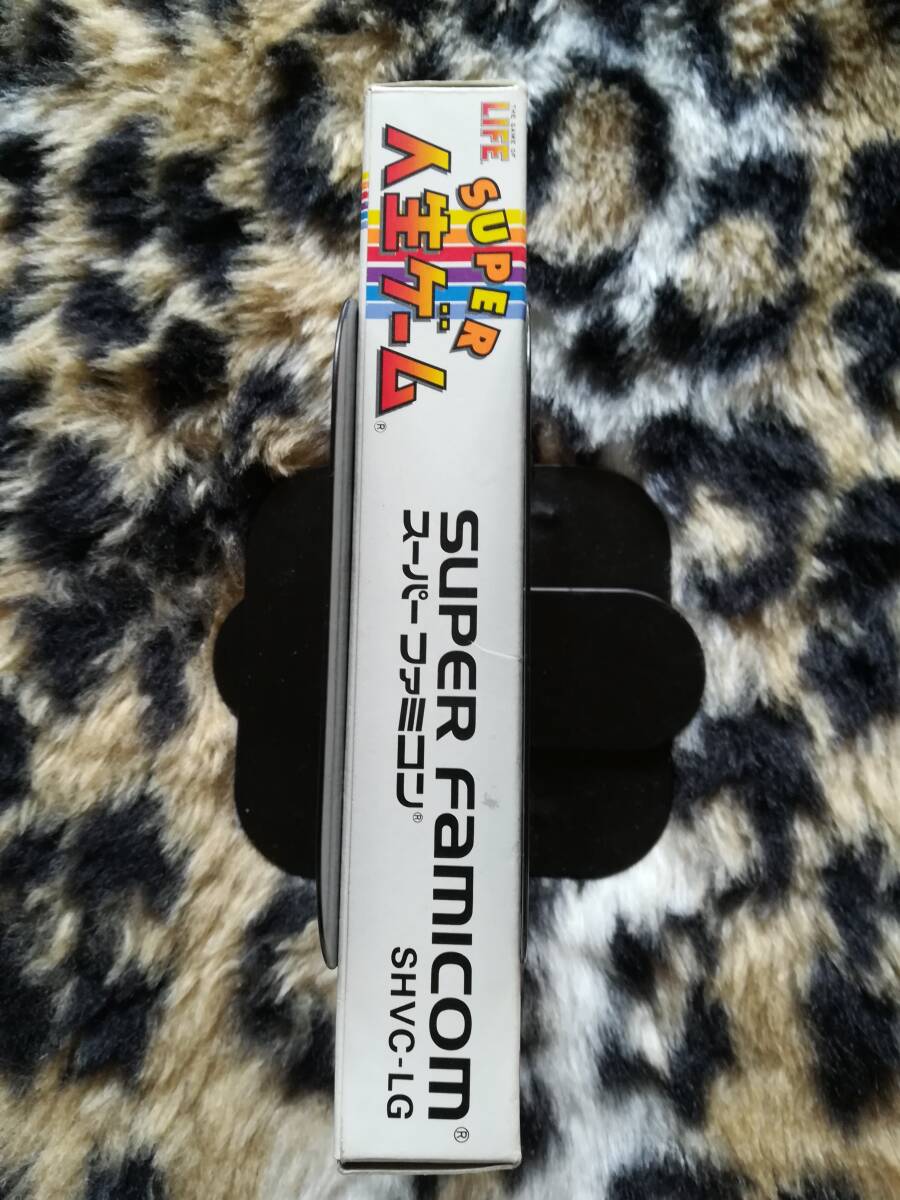 THE GAME OF
LIFE
SUPER
人生ゲーム®
SUPER FamiCOM®
スーパーファミコン®
SHVC-LG